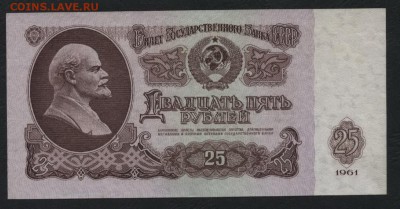 COINS.LAVE.RU
Билет Государственного Банка СССР
Двадцать пять
рублей
25
25
1961